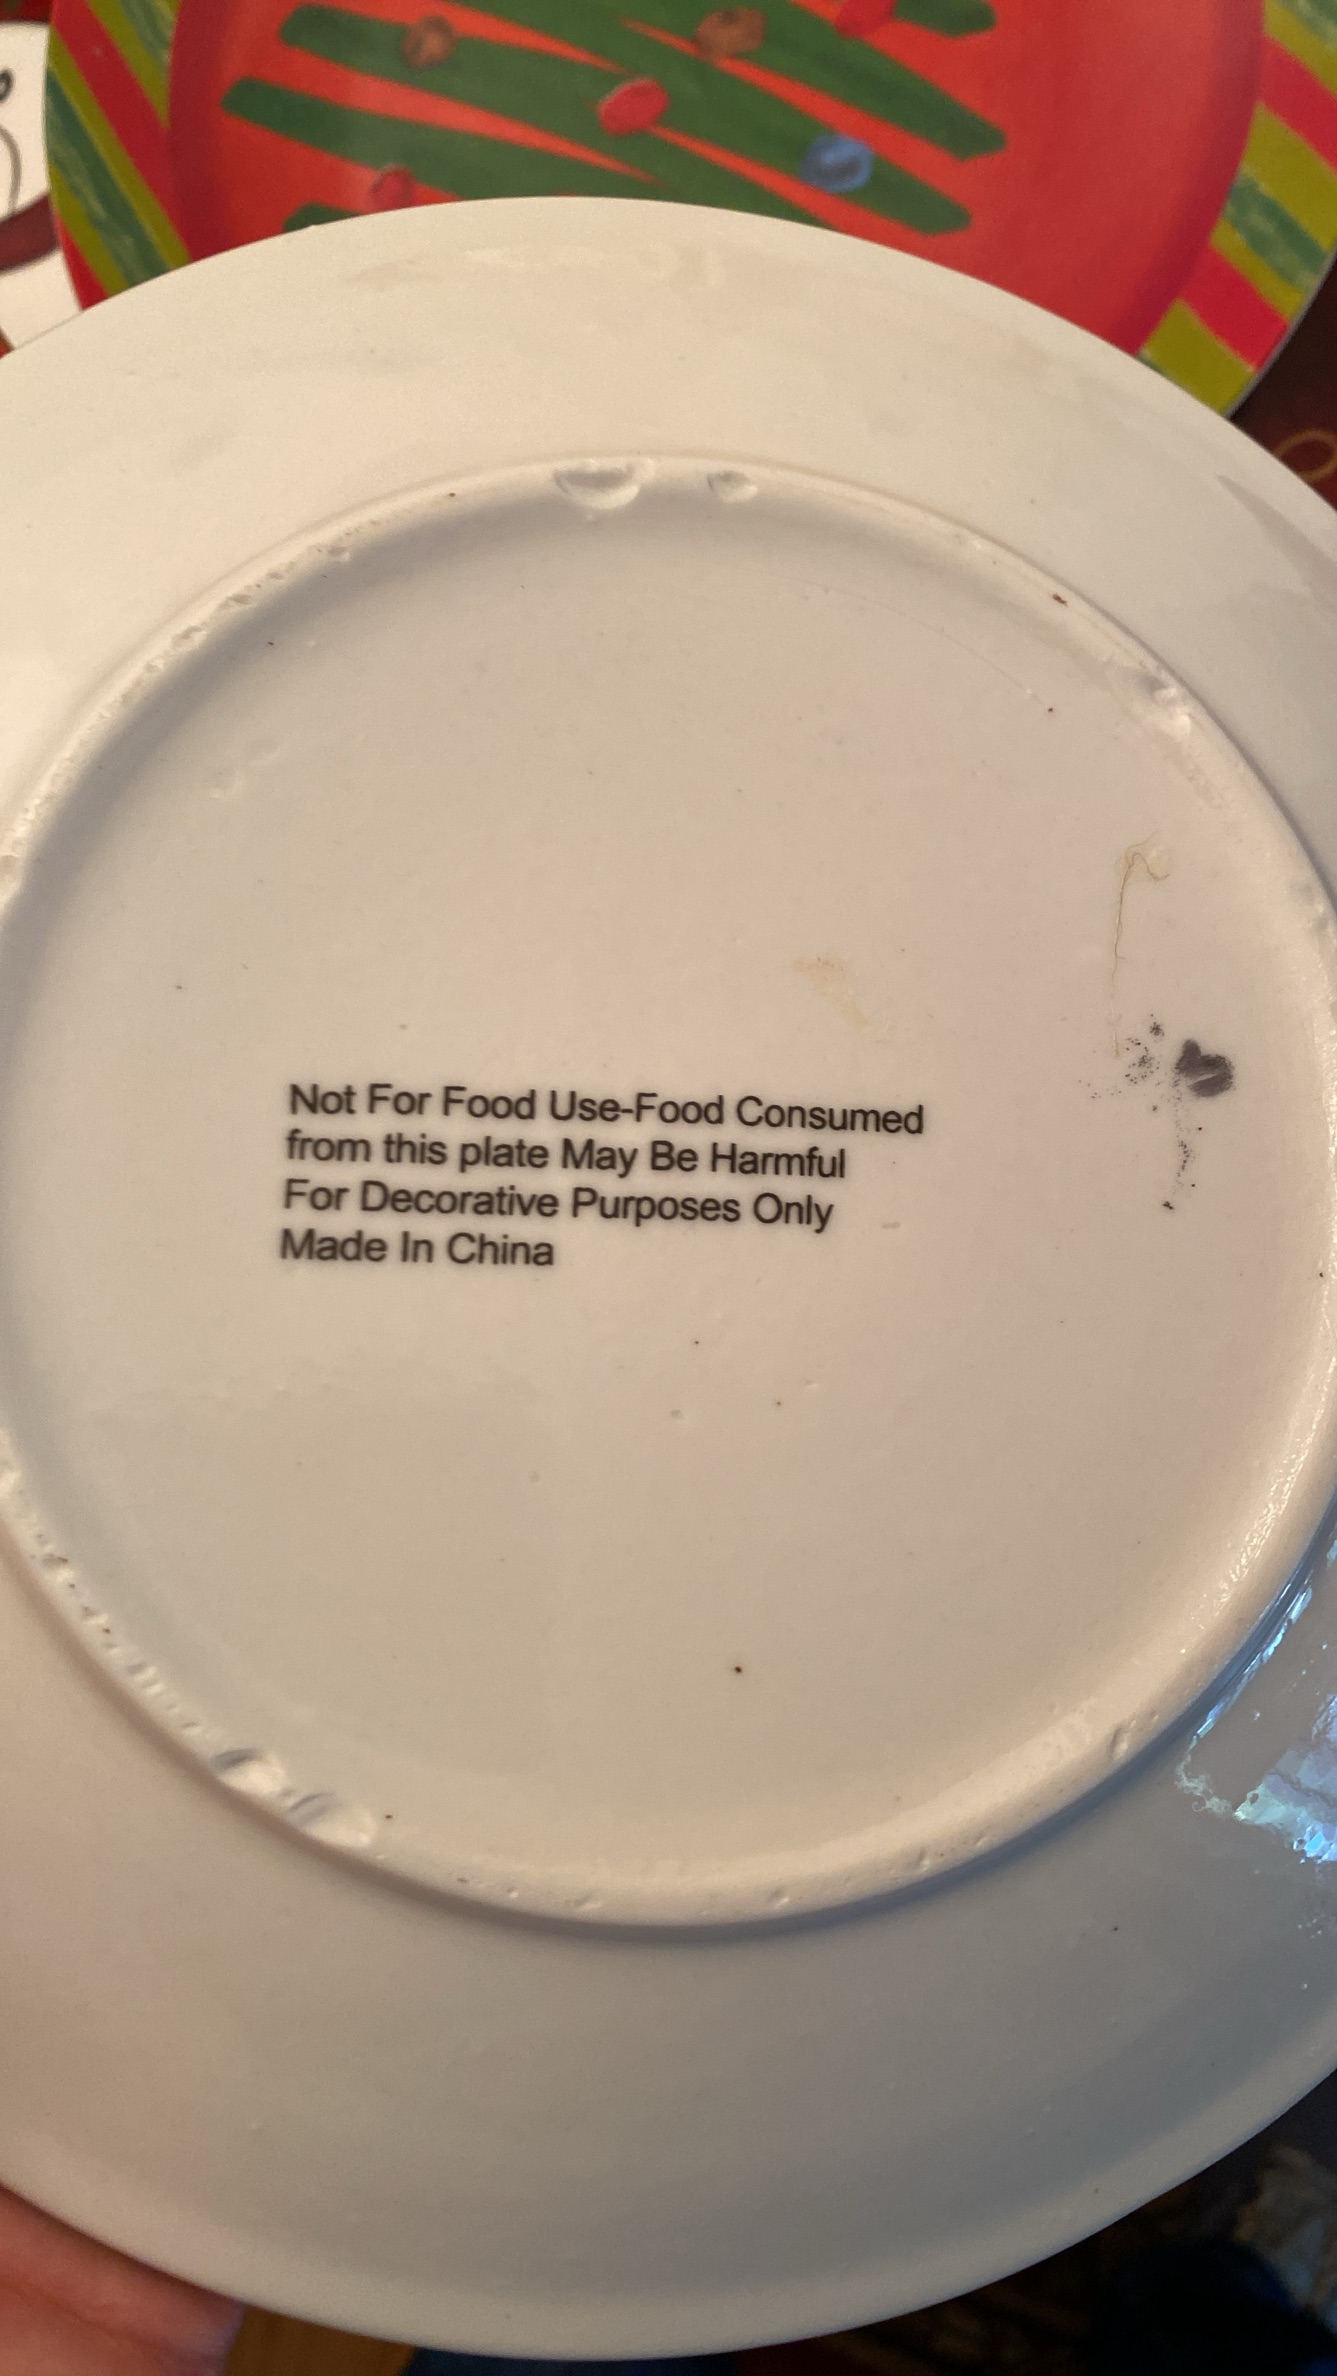 Not For Food Use-Food Consumed
from this plate May Be Harmful
For Decorative Purposes Only
Made In China